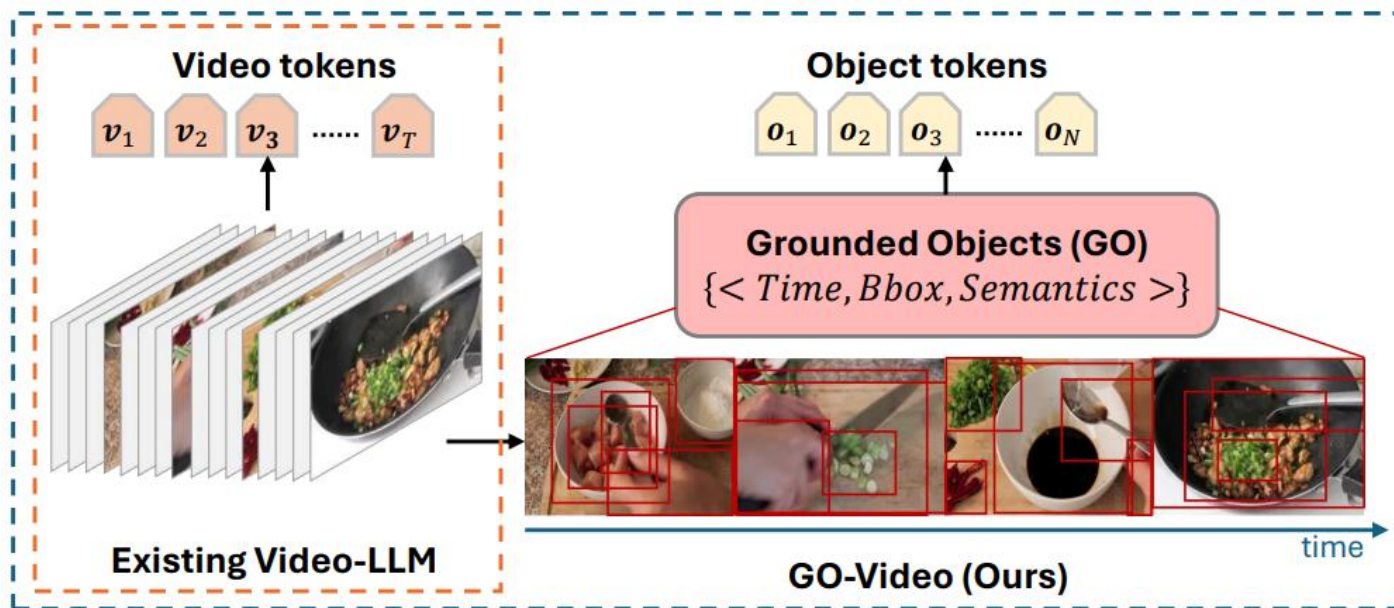 Video tokens
v1 v2 v3 ...... vT
Existing Video-LLM
Object tokens
o1 o2 o3 ...... oN
Grounded Objects (GO)
{< Time, Bbox, Semantics >}
time
GO-Video (Ours)